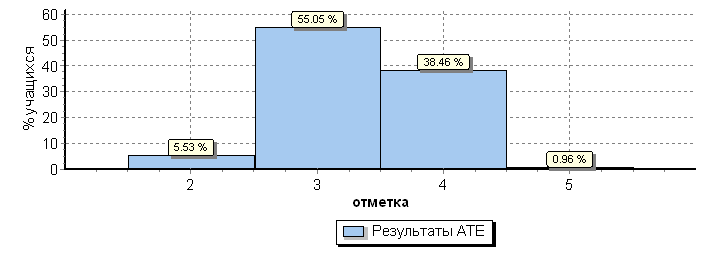 % учащихся
60
50
40
30
20
10
0
5.53 %
55.05 %
38.46 %
0.96 %
2 3 4 5
отметка
Результаты АТЕ